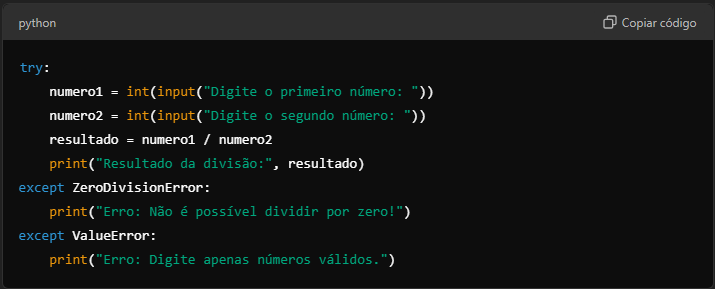 python
Copiar código
try:
    numero1 = int(input("Digite o primeiro número: "))
    numero2 = int(input("Digite o segundo número: "))
    resultado = numero1 / numero2
    print("Resultado da divisão:", resultado)
except ZeroDivisionError:
    print("Erro: Não é possível dividir por zero!")
except ValueError:
    print("Erro: Digite apenas números válidos.")